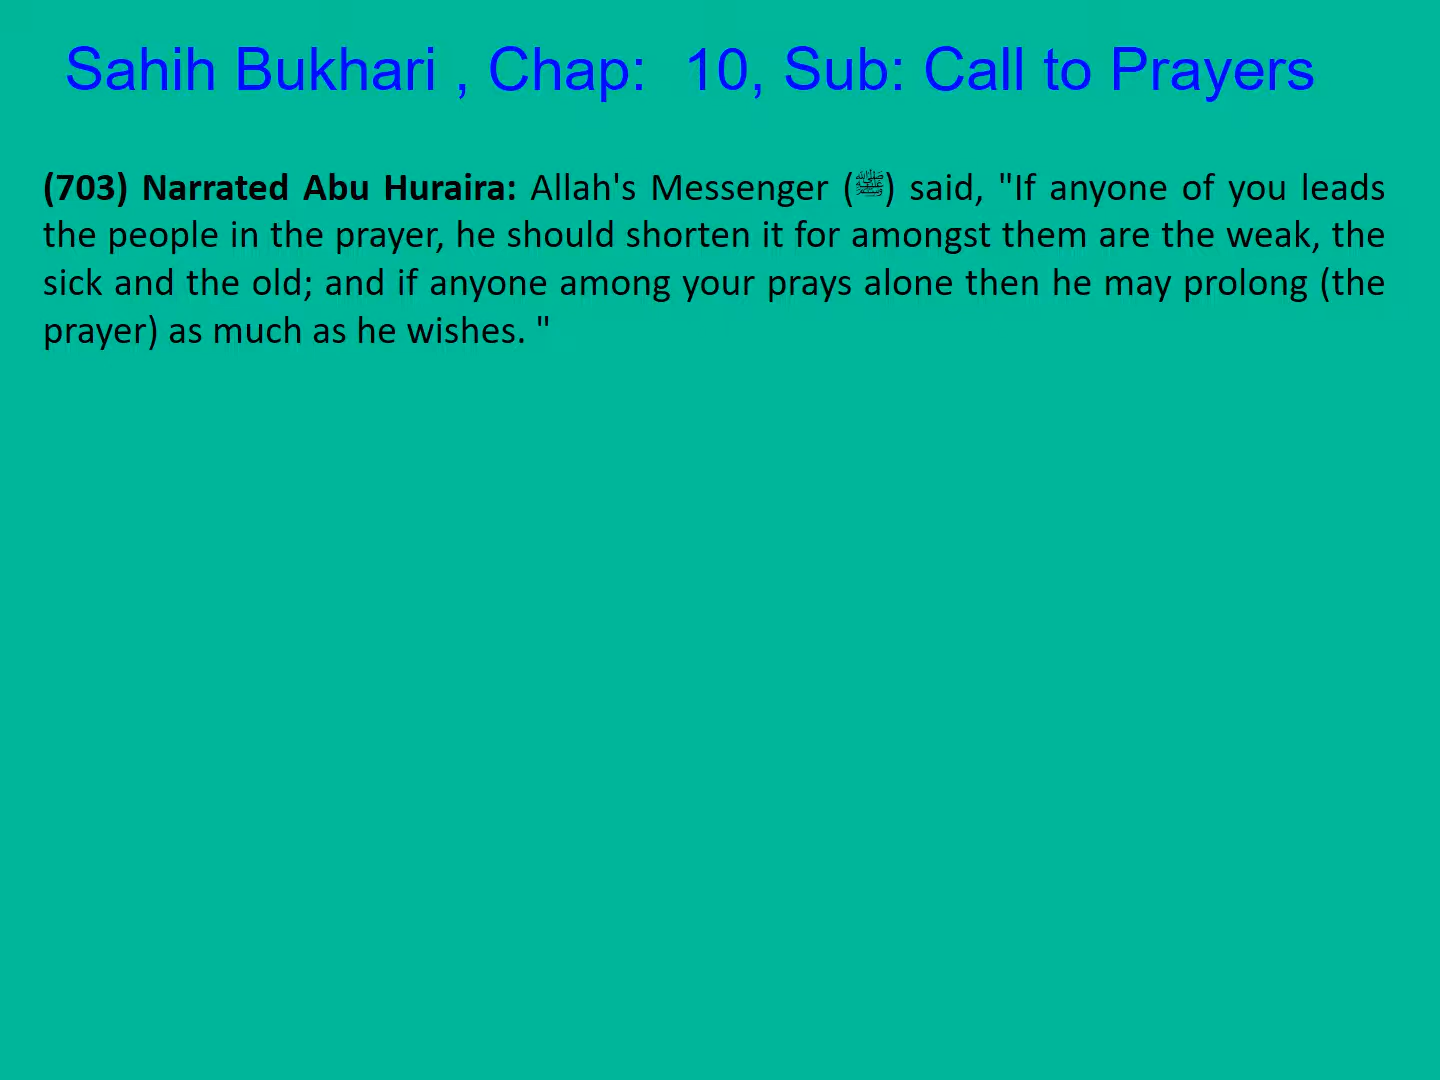 Sahih Bukhari , Chap:  10, Sub: Call to Prayers
(703) Narrated Abu Huraira: Allah's Messenger (ﷺ) said, "If anyone of you leads
the people in the prayer, he should shorten it for amongst them are the weak, the
sick and the old; and if anyone among your prays alone then he may prolong (the
prayer) as much as he wishes. "